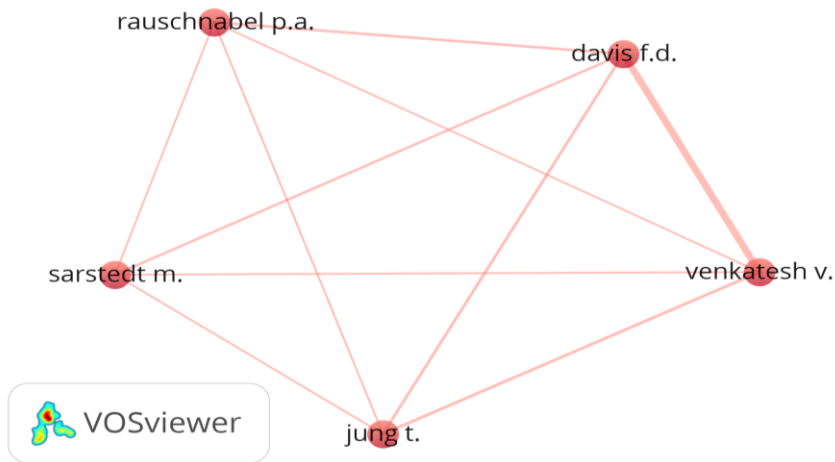 rauschnabel p.a.
davis f.d.
sarstedt m.
venkatesh v.
jung t.
VOSviewer